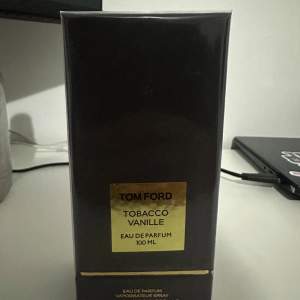 TOM FORD
TOBACCO
VANILLE
EAU DE PARFUM
100 ML
EAU DE PARFUM
VAPORISATEUR SPRAY